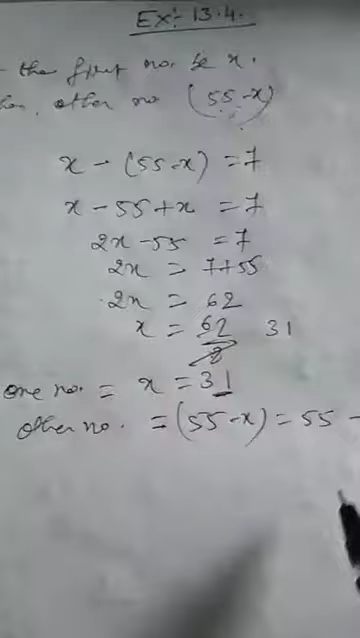 Ex:- 13.4.
the first no. be x.
other no (55-x)
x - (55-x) = 7
x - 55 + x = 7
2x - 55 = 7
2x = 7+55
2x = 62
x = 62/2 31
one no. = x = 31
other no. = (55-x) = 55 -